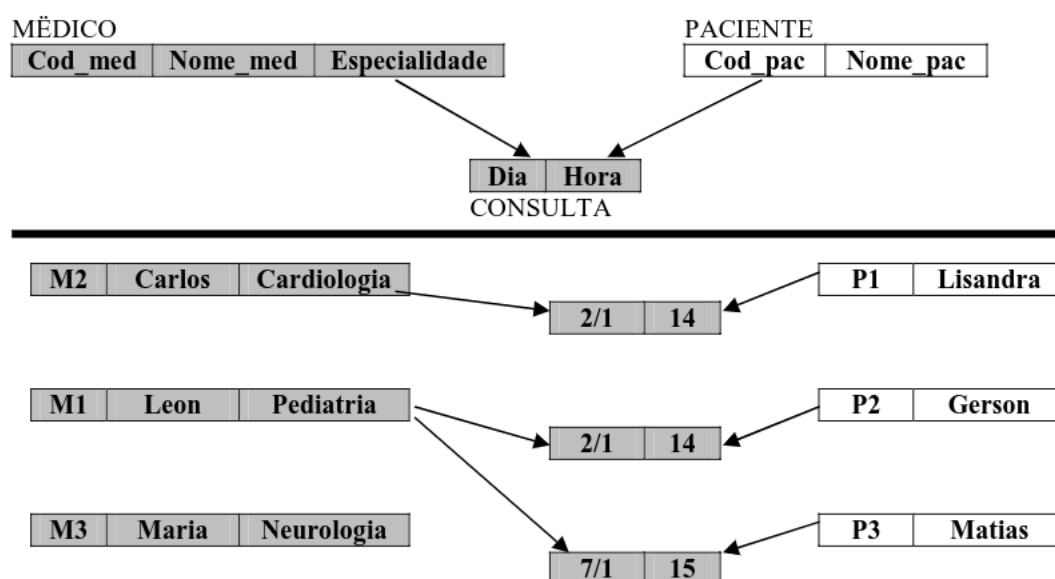 MËDICO PACIENTE
Cod_med Nome_med Especialidade Cod_pac Nome_pac
Dia Hora
CONSULTA
M2 Carlos Cardiologia P1 Lisandra
2/1 14
M1 Leon Pediatria P2 Gerson
2/1 14
M3 Maria Neurologia P3 Matias
7/1 15